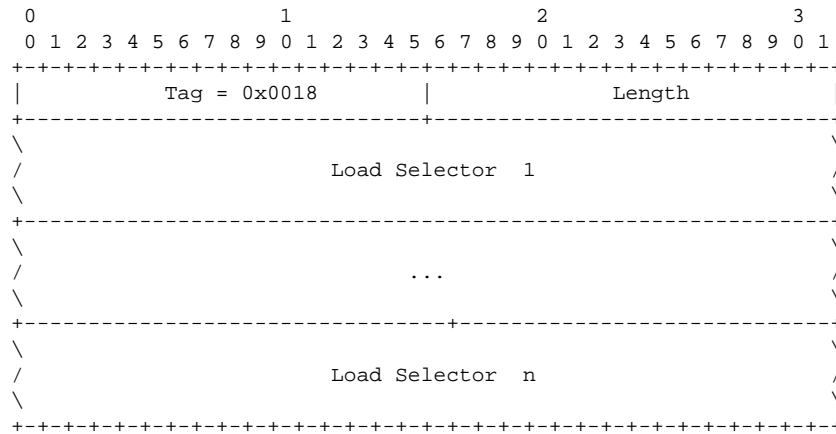 0                   1                   2                   3
0 1 2 3 4 5 6 7 8 9 0 1 2 3 4 5 6 7 8 9 0 1 2 3 4 5 6 7 8 9 0 1
Tag = 0x0018 | Length
Load Selector 1
...
Load Selector n